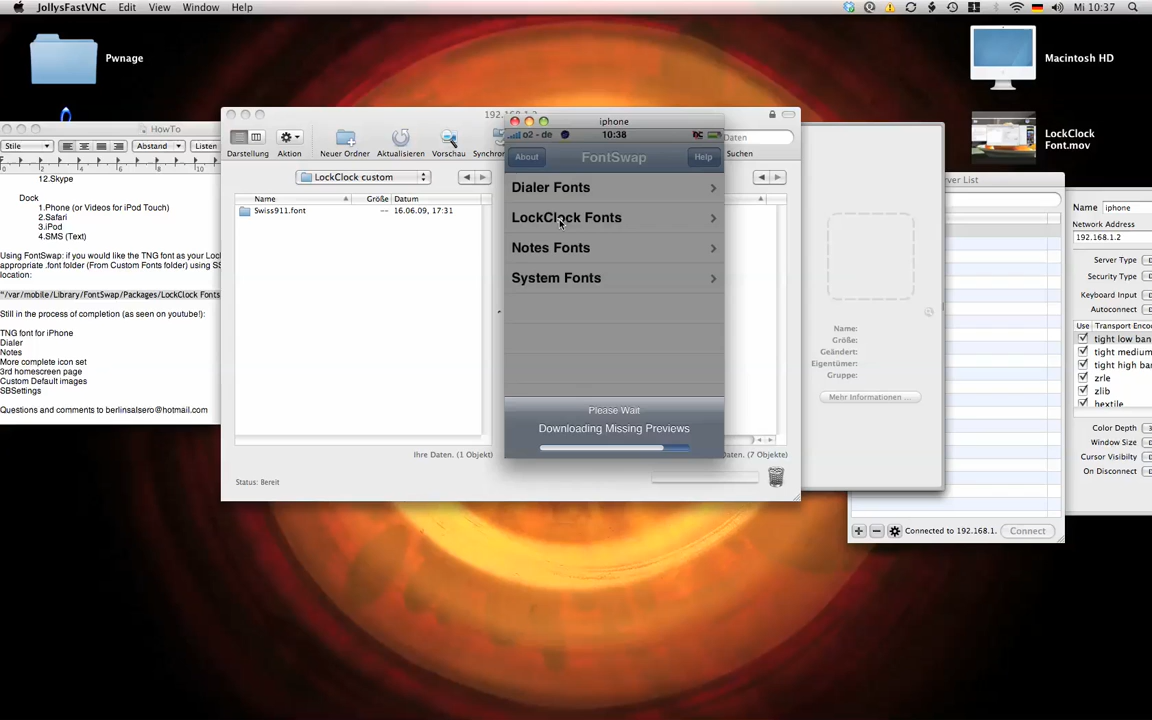 JollysFastVNC Edit View Window Help
Mi 10:37
Pwnage
Macintosh HD
LockClock
Font.mov
HowTo
Stile
Abstand
Listen
12.Skype
Dock
1.Phone (or Videos for iPod Touch)
2.Safari
3.iPod
4.SMS (Text)
Using FontSwap: if you would like the TNG font as your Lock
appropriate .font folder (From Custom Fonts folder) using SS
location:
"/var/mobile/Library/FontSwap/Packages/LockClock Fonts
Still in the process of completion (as seen on youtube!):
TNG font for iPhone
Dialer
Notes
More complete icon set
3rd homescreen page
Custom Default images
SBSettings
Questions and comments to berlinsalsero@hotmail.com
Darstellung
Aktion
Neuer Ordner
Aktualisieren
Vorschau
Suchen
LockClock custom
Name
Größe
Datum
Swiss911.font
--
16.06.09, 17:31
Ihre Daten. (1 Objekt)
Status: Bereit
iphone
o2 - de
10:38
About
FontSwap
Help
Dialer Fonts
LockClock Fonts
Notes Fonts
System Fonts
Please Wait
Downloading Missing Previews
Daten. (7 Objekte)
Name:
Größe:
Geändert:
Eigentümer:
Gruppe:
Mehr Informationen ...
List
Connected to 192.168.1.
Connect
Name iphone
Network Address
192.168.1.2
Server Type
Security Type
Keyboard Input
Autoconnect
Use Transport Enco
tight low ban
tight medium
tight high ba
zrle
zlib
hextile
Color Depth
Window Size
Cursor Visibilty
On Disconnect